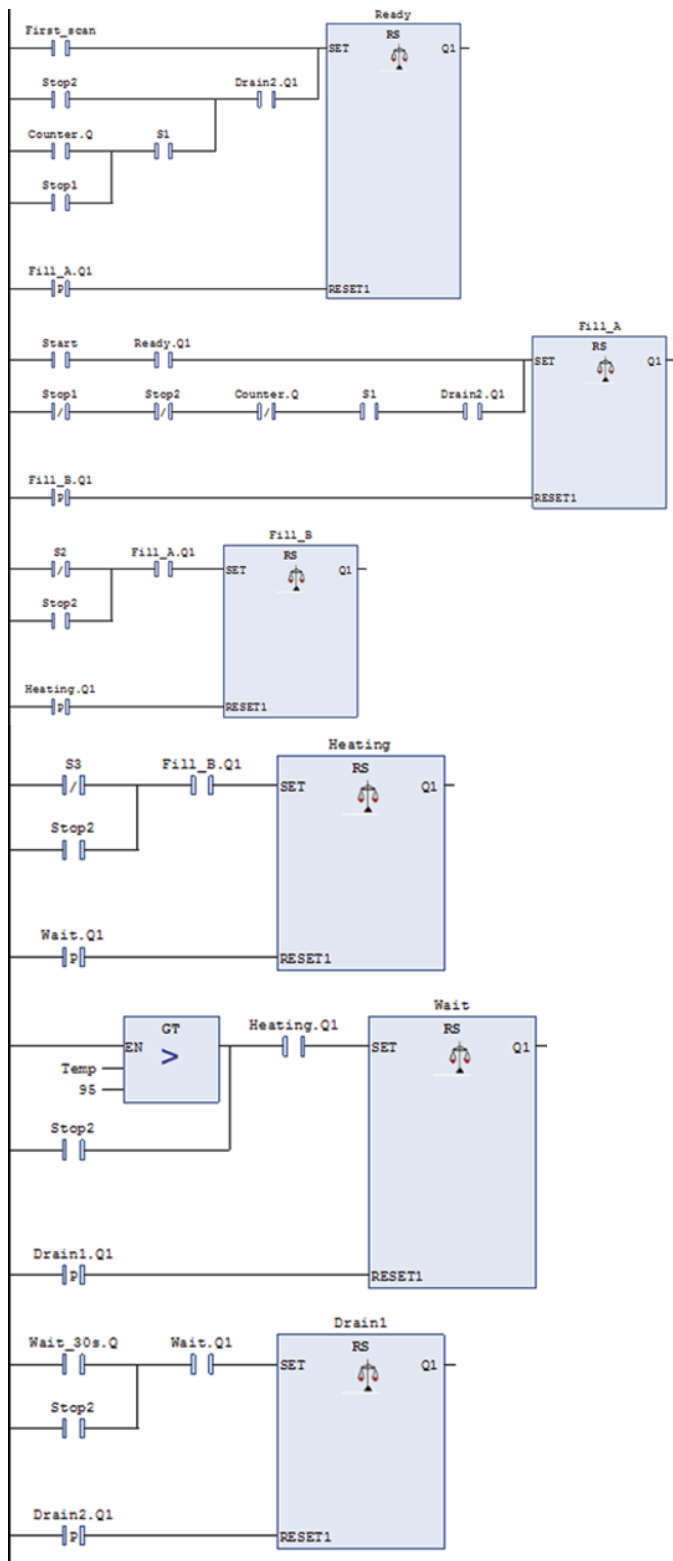 Ready
First_scan
RS
SET Q1
Stop2 Drain2.Q1
Counter.Q S1
Stop1
Fill_A.Q1
P RESET1
Fill_A
Start Ready.Q1 RS
SET Q1
Stop1 Stop2 Counter.Q S1 Drain2.Q1
Fill_B.Q1
P RESET1
Fill_B
S2 Fill_A.Q1 RS
SET Q1
Stop2
Heating.Q1
P RESET1
Heating
S3 Fill_B.Q1 RS
SET Q1
Stop2
Wait.Q1
P RESET1
Wait
GT Heating.Q1 RS
EN > SET Q1
Temp
95
Stop2
Drain1.Q1
P RESET1
Drain1
Wait_30s.Q Wait.Q1 RS
SET Q1
Stop2
Drain2.Q1
P RESET1